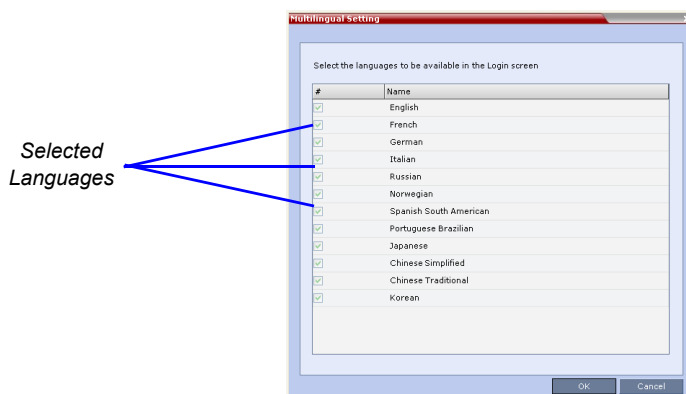 Multilingual Setting
Select the languages to be available in the Login screen
# Name
English
French
German
Italian
Russian
Norwegian
Spanish South American
Portuguese Brazilian
Japanese
Chinese Simplified
Chinese Traditional
Korean
OK Cancel
Selected
Languages